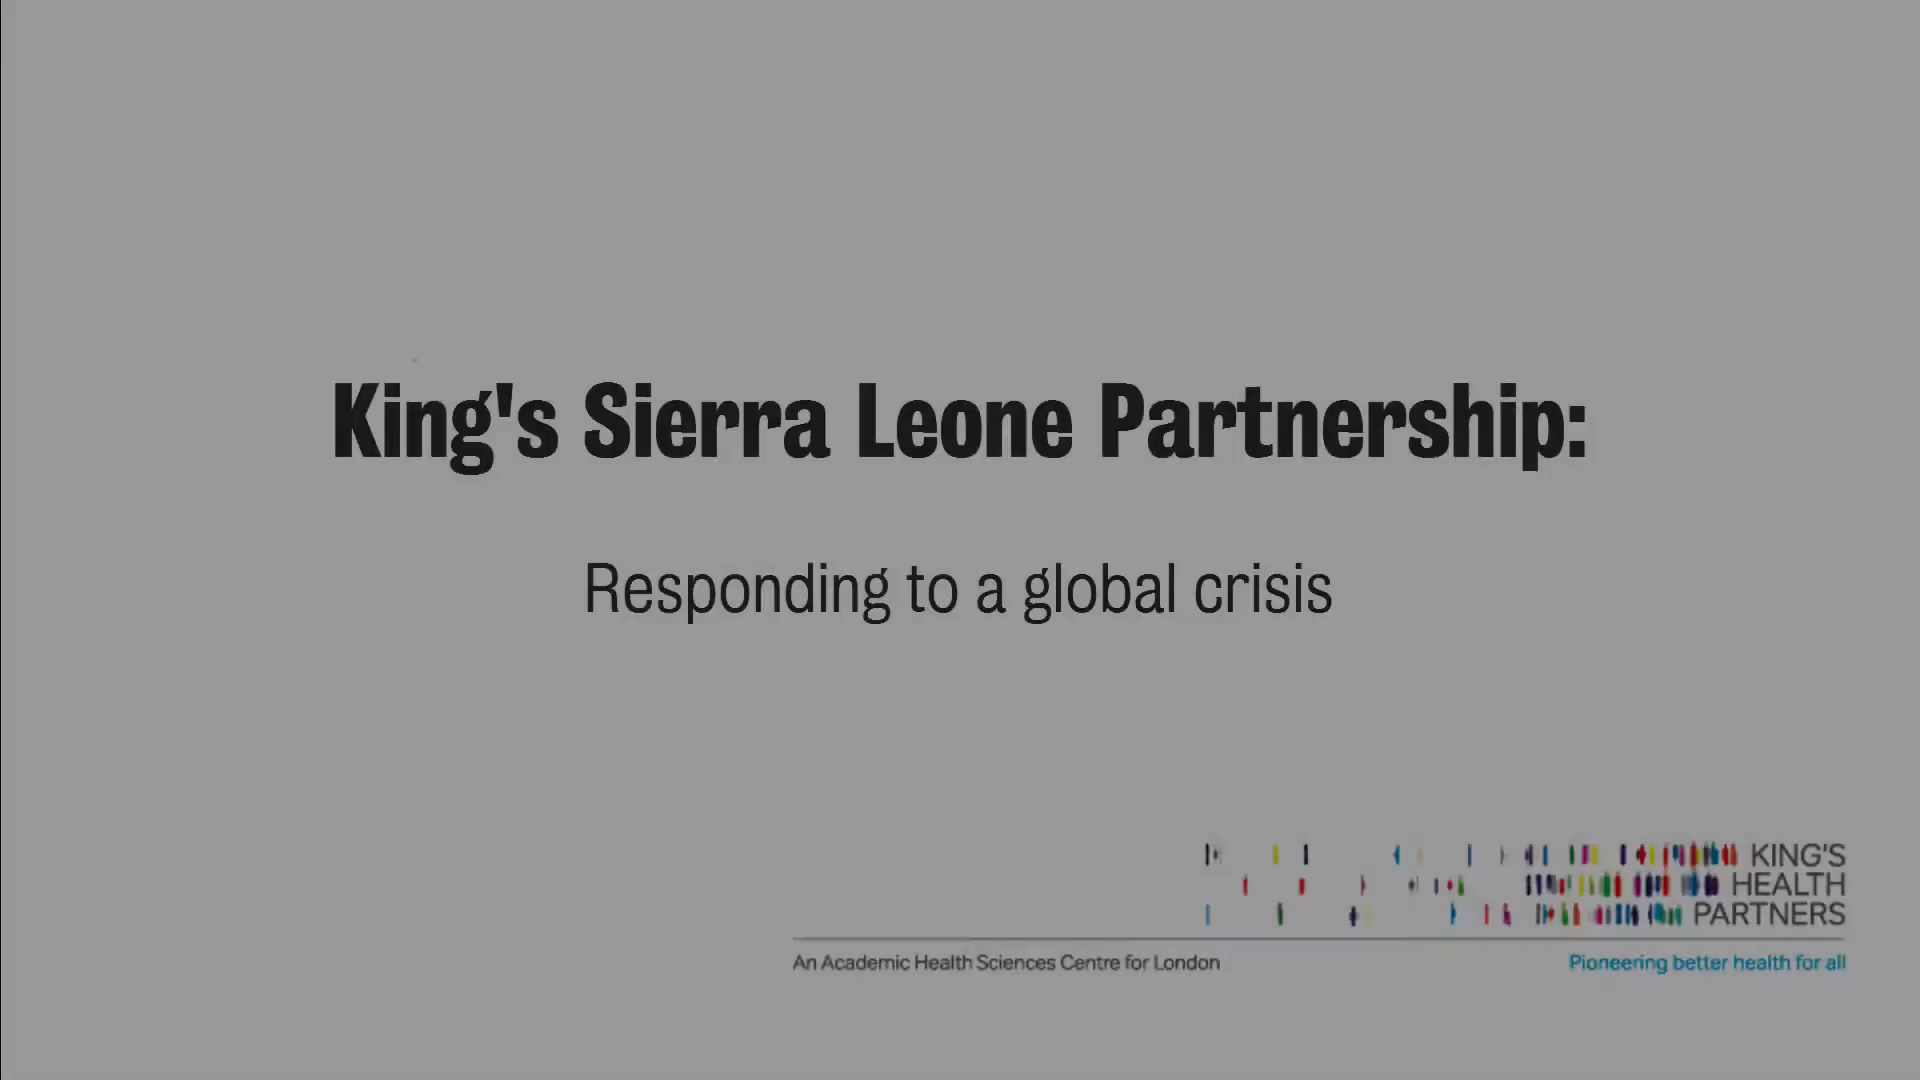 King's Sierra Leone Partnership:
Responding to a global crisis
KING'S
HEALTH
PARTNERS
An Academic Health Sciences Centre for London
Pioneering better health for all